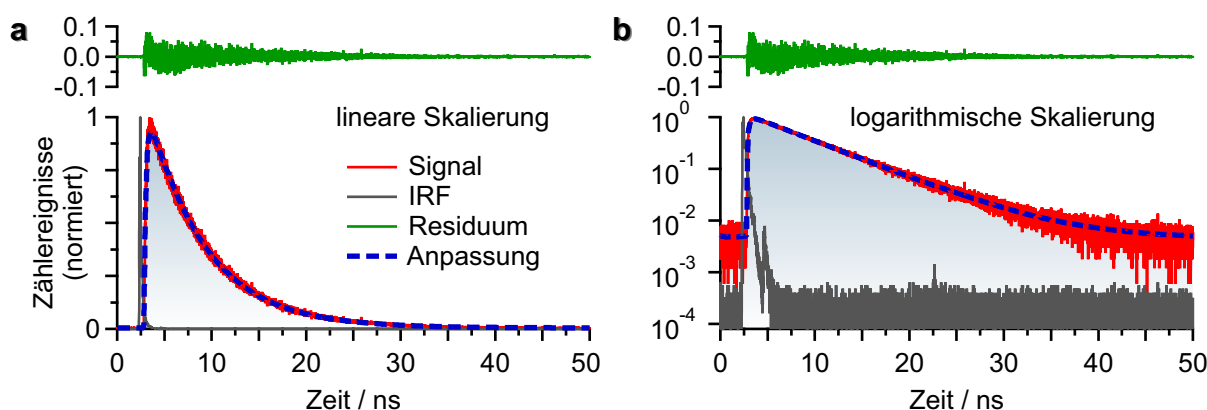 a
0.1
0.0
-0.1
1
0
lineare Skalierung
Signal
IRF
Residuum
Anpassung
Zählereignisse
(normiert)
0 10 20 30 40 50
Zeit / ns
b
0.1
0.0
-0.1
10⁰
10⁻¹
10⁻²
10⁻³
10⁻⁴
logarithmische Skalierung
0 10 20 30 40 50
Zeit / ns